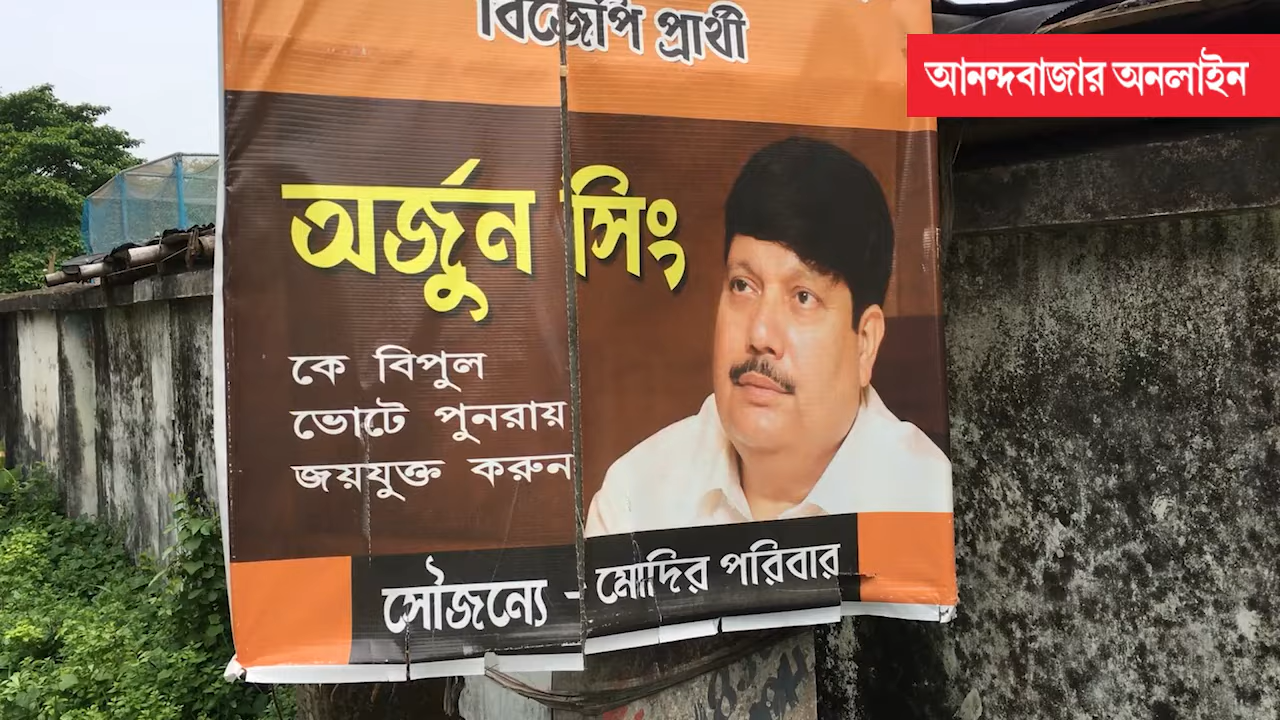 বিজেপি প্রার্থী
আনন্দবাজার অনলাইন
অর্জুন সিং
কে বিপুল
ভোটে পুনরায়
জয়যুক্ত করুন
সৌজন্যে - মোদির পরিবার